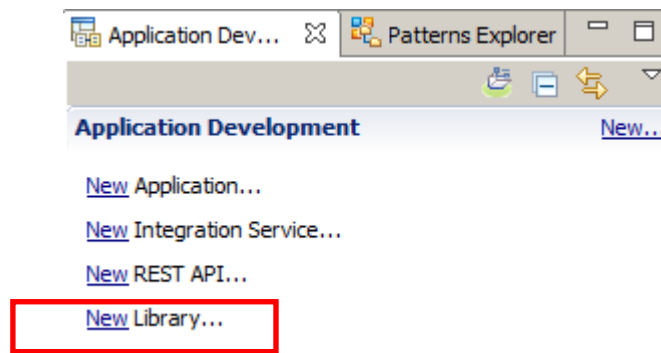 Application Dev... Patterns Explorer
Application Development New...
New Application...
New Integration Service...
New REST API...
New Library...